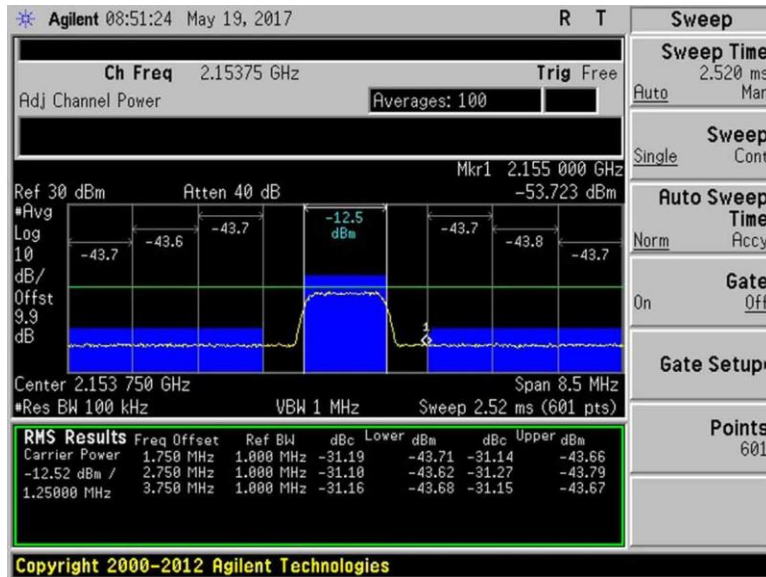 Agilent 08:51:24 May 19, 2017 R T
Ch Freq 2.15375 GHz Trig Free
Adj Channel Power Averages: 100
Mkr1 2.155 000 GHz
Ref 30 dBm Atten 40 dB -53.723 dBm
#Avg
Log
10
dB/
Offst
9.9
dB
-43.7 -43.6 -43.7 -12.5 dBm -43.7 -43.8 -43.7
1
Center 2.153 750 GHz Span 8.5 MHz
#Res BW 100 kHz VBW 1 MHz Sweep 2.52 ms (601 pts)
RMS Results Freq Offset Ref BW dBc Lower dBm dBc Upper dBm
Carrier Power 1.750 MHz 1.000 MHz -31.19 -43.71 -31.14 -43.66
-12.52 dBm / 2.750 MHz 1.000 MHz -31.10 -43.62 -31.27 -43.79
1.25000 MHz 3.750 MHz 1.000 MHz -31.16 -43.68 -31.15 -43.67
Copyright 2000-2012 Agilent Technologies
Sweep
Sweep Time
2.520 ms
Auto Man
Sweep
Single Cont
Auto Sweep
Time
Norm Accy
Gate
On Off
Gate Setup
Points
601